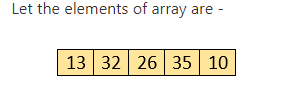 Let the elements of array are -
13 32 26 35 10